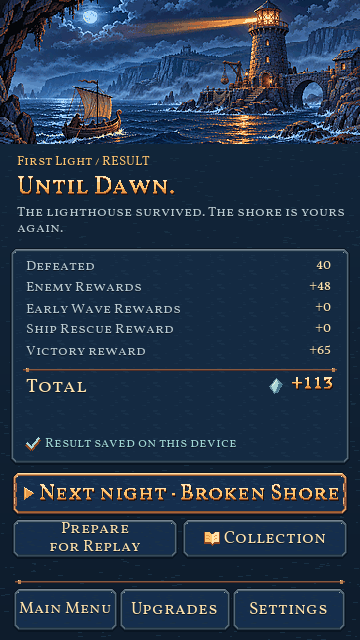 First Light / RESULT
Until Dawn.
The lighthouse survived. The shore is yours
again.
Defeated 40
Enemy Rewards +48
Early Wave Rewards +0
Ship Rescue Reward +0
Victory reward +65
Total +113
Result saved on this device
Next night · Broken Shore
Prepare
for Replay
Collection
Main Menu
Upgrades
Settings